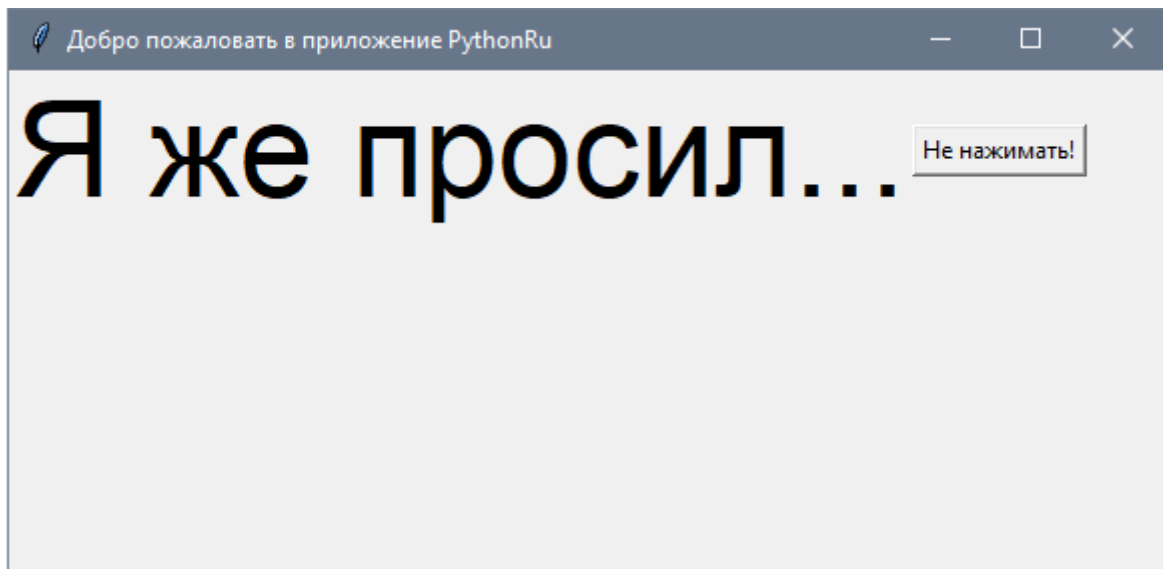 Добро пожаловать в приложение PythonRu
Я же просил...
Не нажимать!